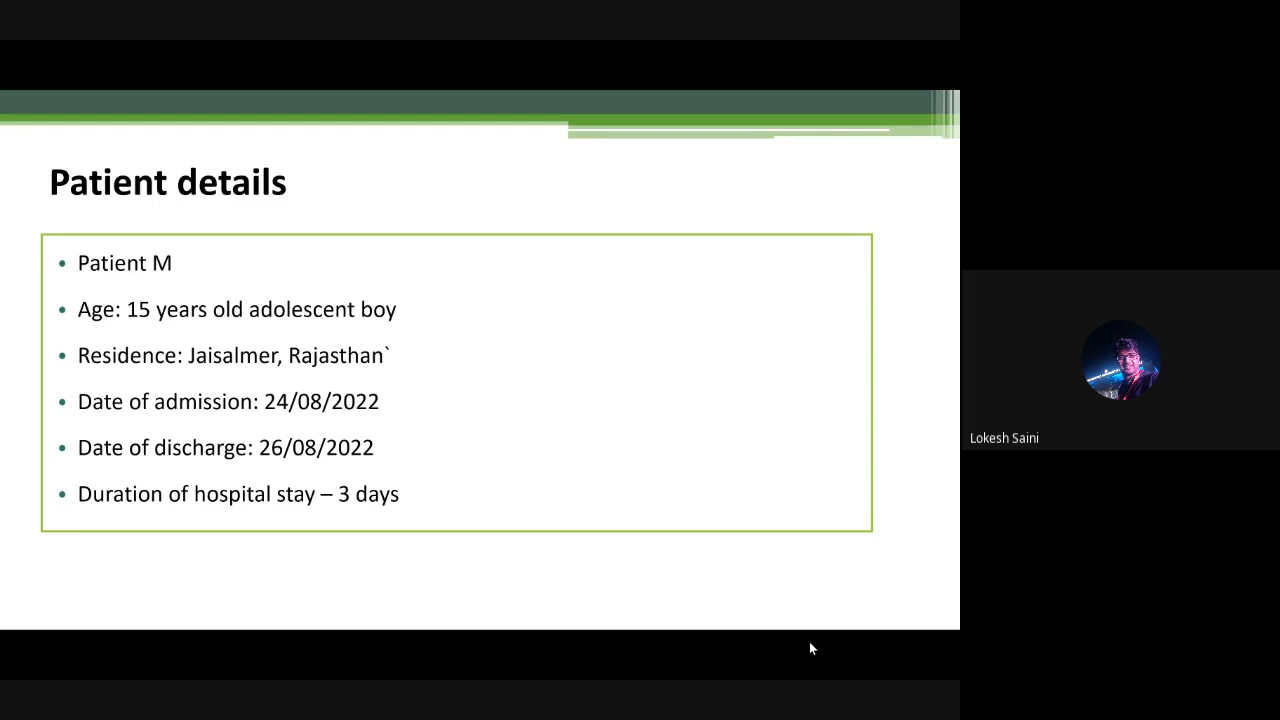 Patient details
• Patient M
• Age: 15 years old adolescent boy
• Residence: Jaisalmer, Rajasthan`
• Date of admission: 24/08/2022
• Date of discharge: 26/08/2022
• Duration of hospital stay – 3 days
Lokesh Saini